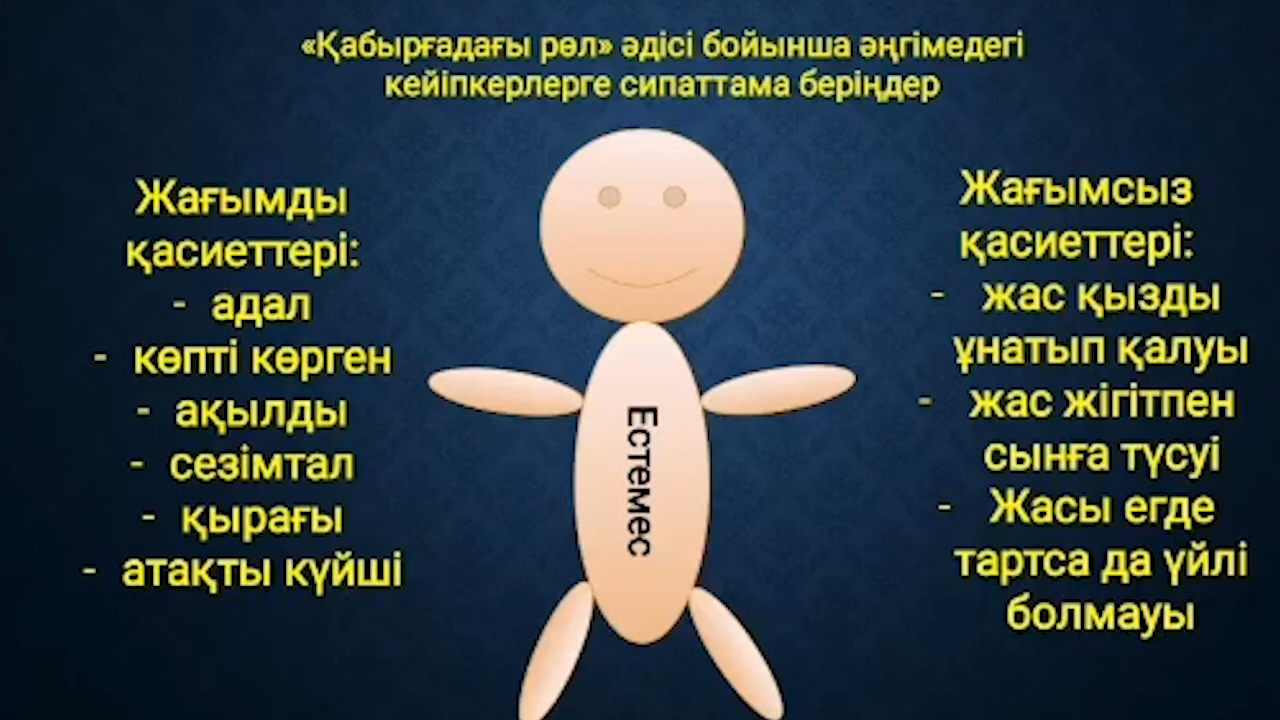 «Қабырғадағы рөл» әдісі бойынша әңгімедегі
кейіпкерлерге сипаттама беріңдер
Жағымды
қасиеттері:
- адал
- көпті көрген
- ақылды
- сезімтал
- қырағы
- атақты күйші
Естемес
Жағымсыз
қасиеттері:
- жас қызды
ұнатып қалуы
- жас жігітпен
сынға түсуі
- Жасы егде
тартса да үйлі
болмауы